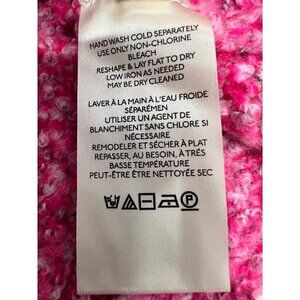 HAND WASH COLD SEPARATELY
USE ONLY NON-CHLORINE
BLEACH
RESHAPE & LAY FLAT TO DRY
LOW IRON AS NEEDED
MAY BE DRY CLEANED
LAVER À LA MAIN À L'EAU FROIDE
SÉPARÉMEN
UTILISER UN AGENT DE
BLANCHIMENT SANS CHLORE SI
NÉCESSAIRE
REMODELER ET SÉCHER À PLAT
REPASSER, AU BESOIN, À TRÈS
BASSE TEMPÉRATURE
PEUT-ÊTRE ÊTRE NETTOYÉE SEC
P